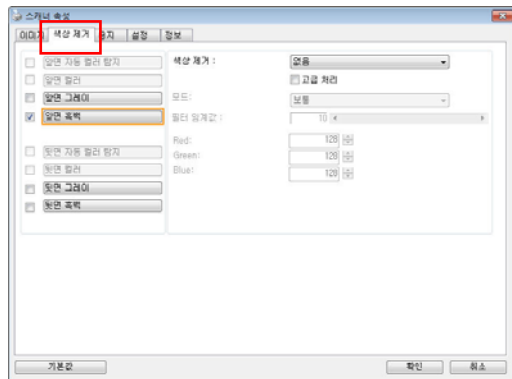 스캐너 속성
이미지 색상 제거 용지 설정 정보
앞면 자동 컬러 탐지
앞면 컬러
앞면 그레이
앞면 흑백
뒷면 자동 컬러 탐지
뒷면 컬러
뒷면 그레이
뒷면 흑백
색상 제거 :
없음
고급 처리
모드:
보통
필터 임계값 :
10
Red:
128
Green:
128
Blue:
128
기본값
확인
취소